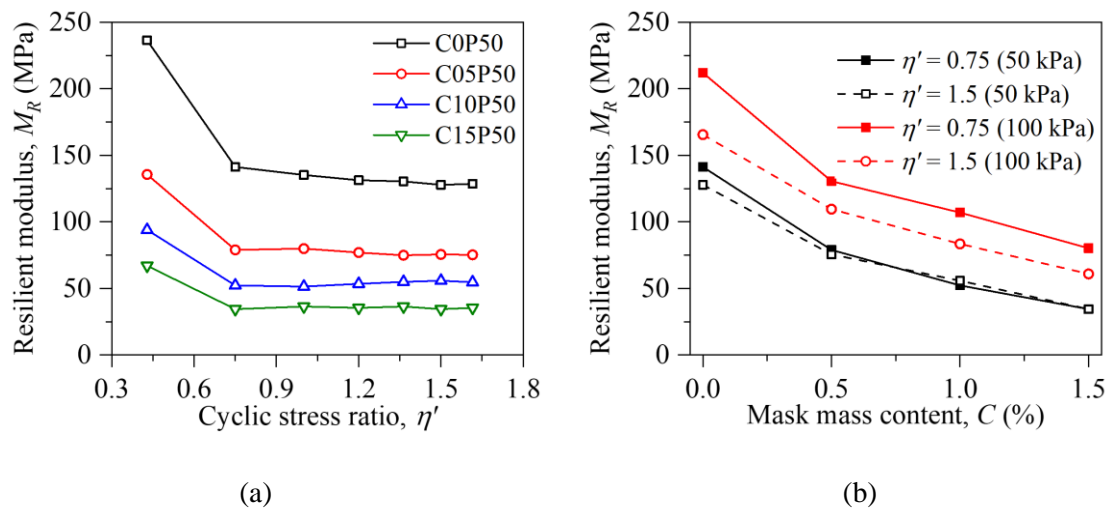 250
200
150
100
50
0
Resilient modulus, M_R (MPa)
C0P50
C05P50
C10P50
C15P50
0.3 0.6 0.9 1.2 1.5 1.8
Cyclic stress ratio, η′
(a)
250
200
150
100
50
0
Resilient modulus, M_R (MPa)
η′ = 0.75 (50 kPa)
η′ = 1.5 (50 kPa)
η′ = 0.75 (100 kPa)
η′ = 1.5 (100 kPa)
0.0 0.5 1.0 1.5
Mask mass content, C (%)
(b)